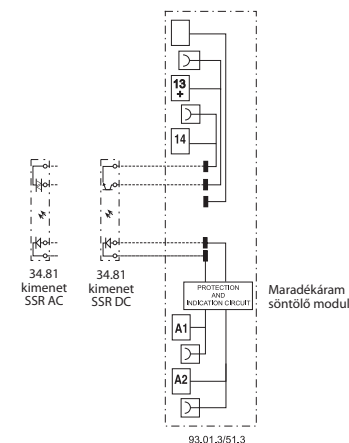 13
+
14
34.81
kimenet
SSR AC
34.81
kimenet
SSR DC
PROTECTION
AND
INDICATION CIRCUIT
Maradékáram
söntölő modul
A1
A2
93.01.3/51.3